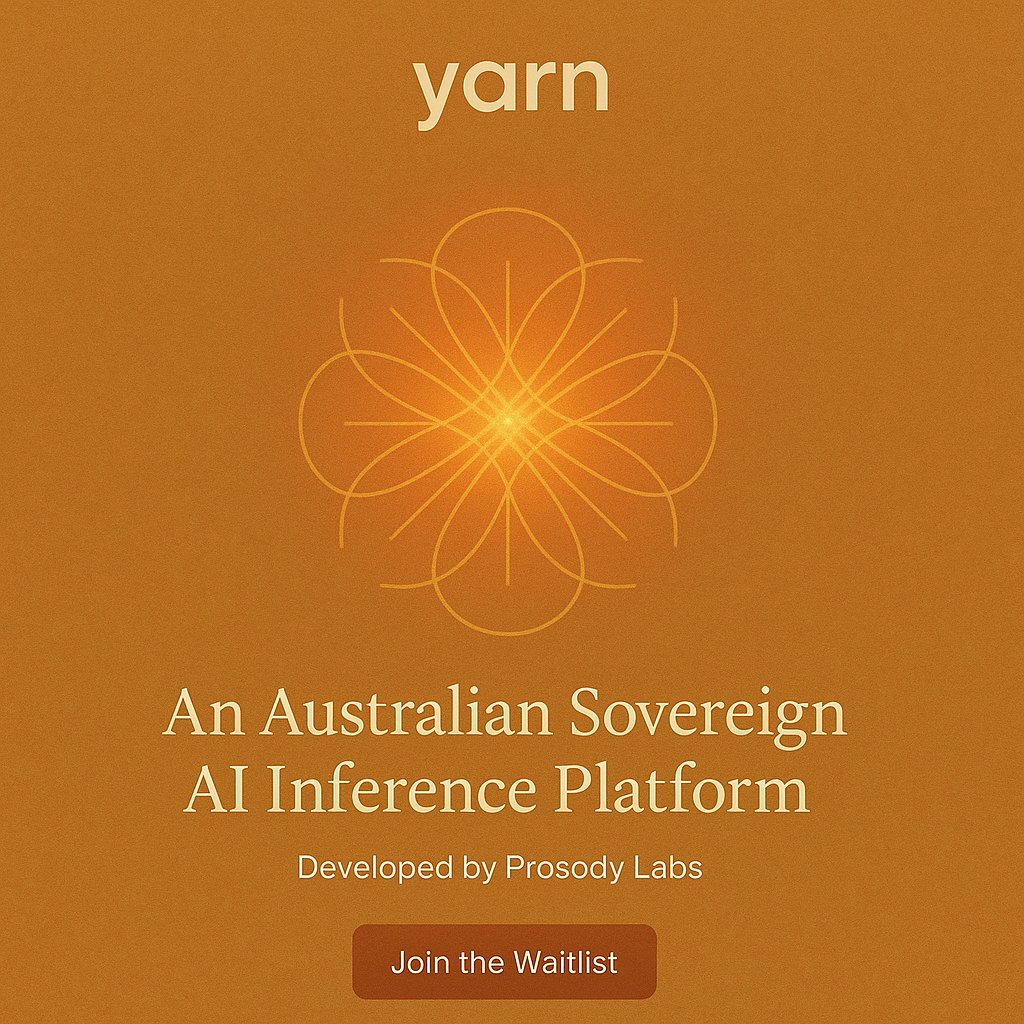 yarn
An Australian Sovereign
AI Inference Platform
Developed by Prosody Labs
Join the Waitlist